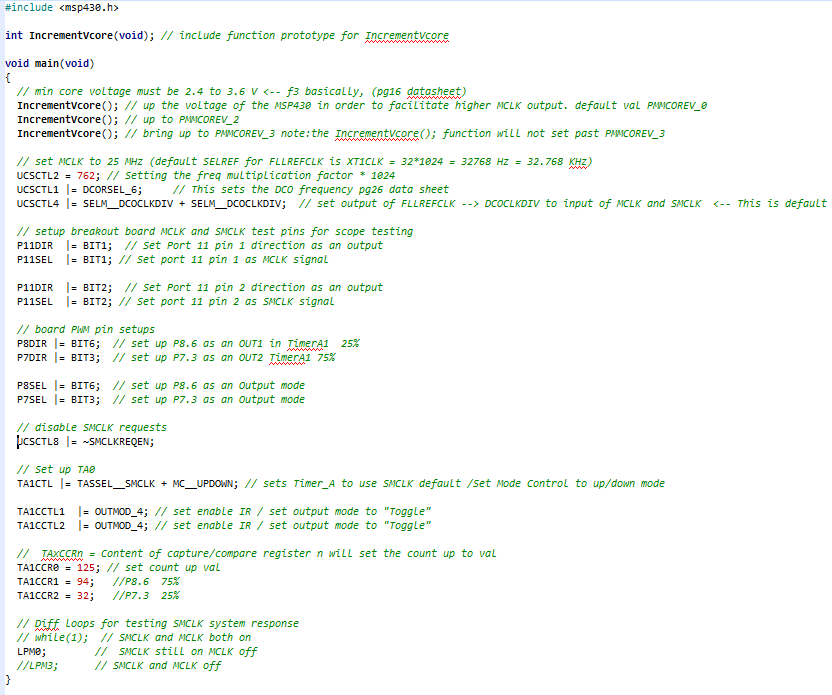 #include <msp430.h>
int IncrementVcore(void); // include function prototype for IncrementVcore
void main(void)
{
// min core voltage must be 2.4 to 3.6 V <-- f3 basically, (pg16 datasheet)
IncrementVcore(); // up the voltage of the MSP430 in order to facilitate higher MCLK output. default val PMMCOREV_0
IncrementVcore(); // up to PMMCOREV_2
IncrementVcore(); // bring up to PMMCOREV_3 note:the IncrementVcore(); function will not set past PMMCOREV_3
// set MCLK to 25 MHz (default SELREF for FLLREFCLK is XT1CLK = 32*1024 = 32768 Hz = 32.768 KHz)
UCSCTL2 = 762; // Setting the freq multiplication factor * 1024
UCSCTL1 |= DCORSEL_6;     // This sets the DCO frequency pg26 data sheet
UCSCTL4 |= SELM__DCOCLKDIV + SELM__DCOCLKDIV;  // set output of FLLREFCLK --> DCOCLKDIV to input of MCLK and SMCLK  <-- This is default
// setup breakout board MCLK and SMCLK test pins for scope testing
P11DIR  |= BIT1;  // Set Port 11 pin 1 direction as an output
P11SEL  |= BIT1; // Set port 11 pin 1 as MCLK signal
P11DIR  |= BIT2;  // Set Port 11 pin 2 direction as an output
P11SEL  |= BIT2; // Set port 11 pin 2 as SMCLK signal
// board PWM pin setups
P8DIR |= BIT6;  // set up P8.6 as an OUT1 in TimerA1  25%
P7DIR |= BIT3;  // set up P7.3 as an OUT2 TimerA1 75%
P8SEL |= BIT6;  // set up P8.6 as an Output mode
P7SEL |= BIT3;  // set up P7.3 as an Output mode
// disable SMCLK requests
UCSCTL8 |= ~SMCLKREQEN;
// Set up TA0
TA1CTL |= TASSEL__SMCLK + MC__UPDOWN; // sets Timer_A to use SMCLK default /Set Mode Control to up/down mode
TA1CCTL1  |= OUTMOD_4; // set enable IR / set output mode to "Toggle"
TA1CCTL2  |= OUTMOD_4; // set enable IR / set output mode to "Toggle"
//  TAxCCRn = Content of capture/compare register n will set the count up to val
TA1CCR0 = 125; // set count up val
TA1CCR1 = 94;   //P8.6  75%
TA1CCR2 = 32;   //P7.3  25%
// Diff loops for testing SMCLK system response
// while(1);  // SMCLK and MCLK both on
LPM0;        //  SMCLK still on MCLK off
//LPM3;      // SMCLK and MCLK off
}